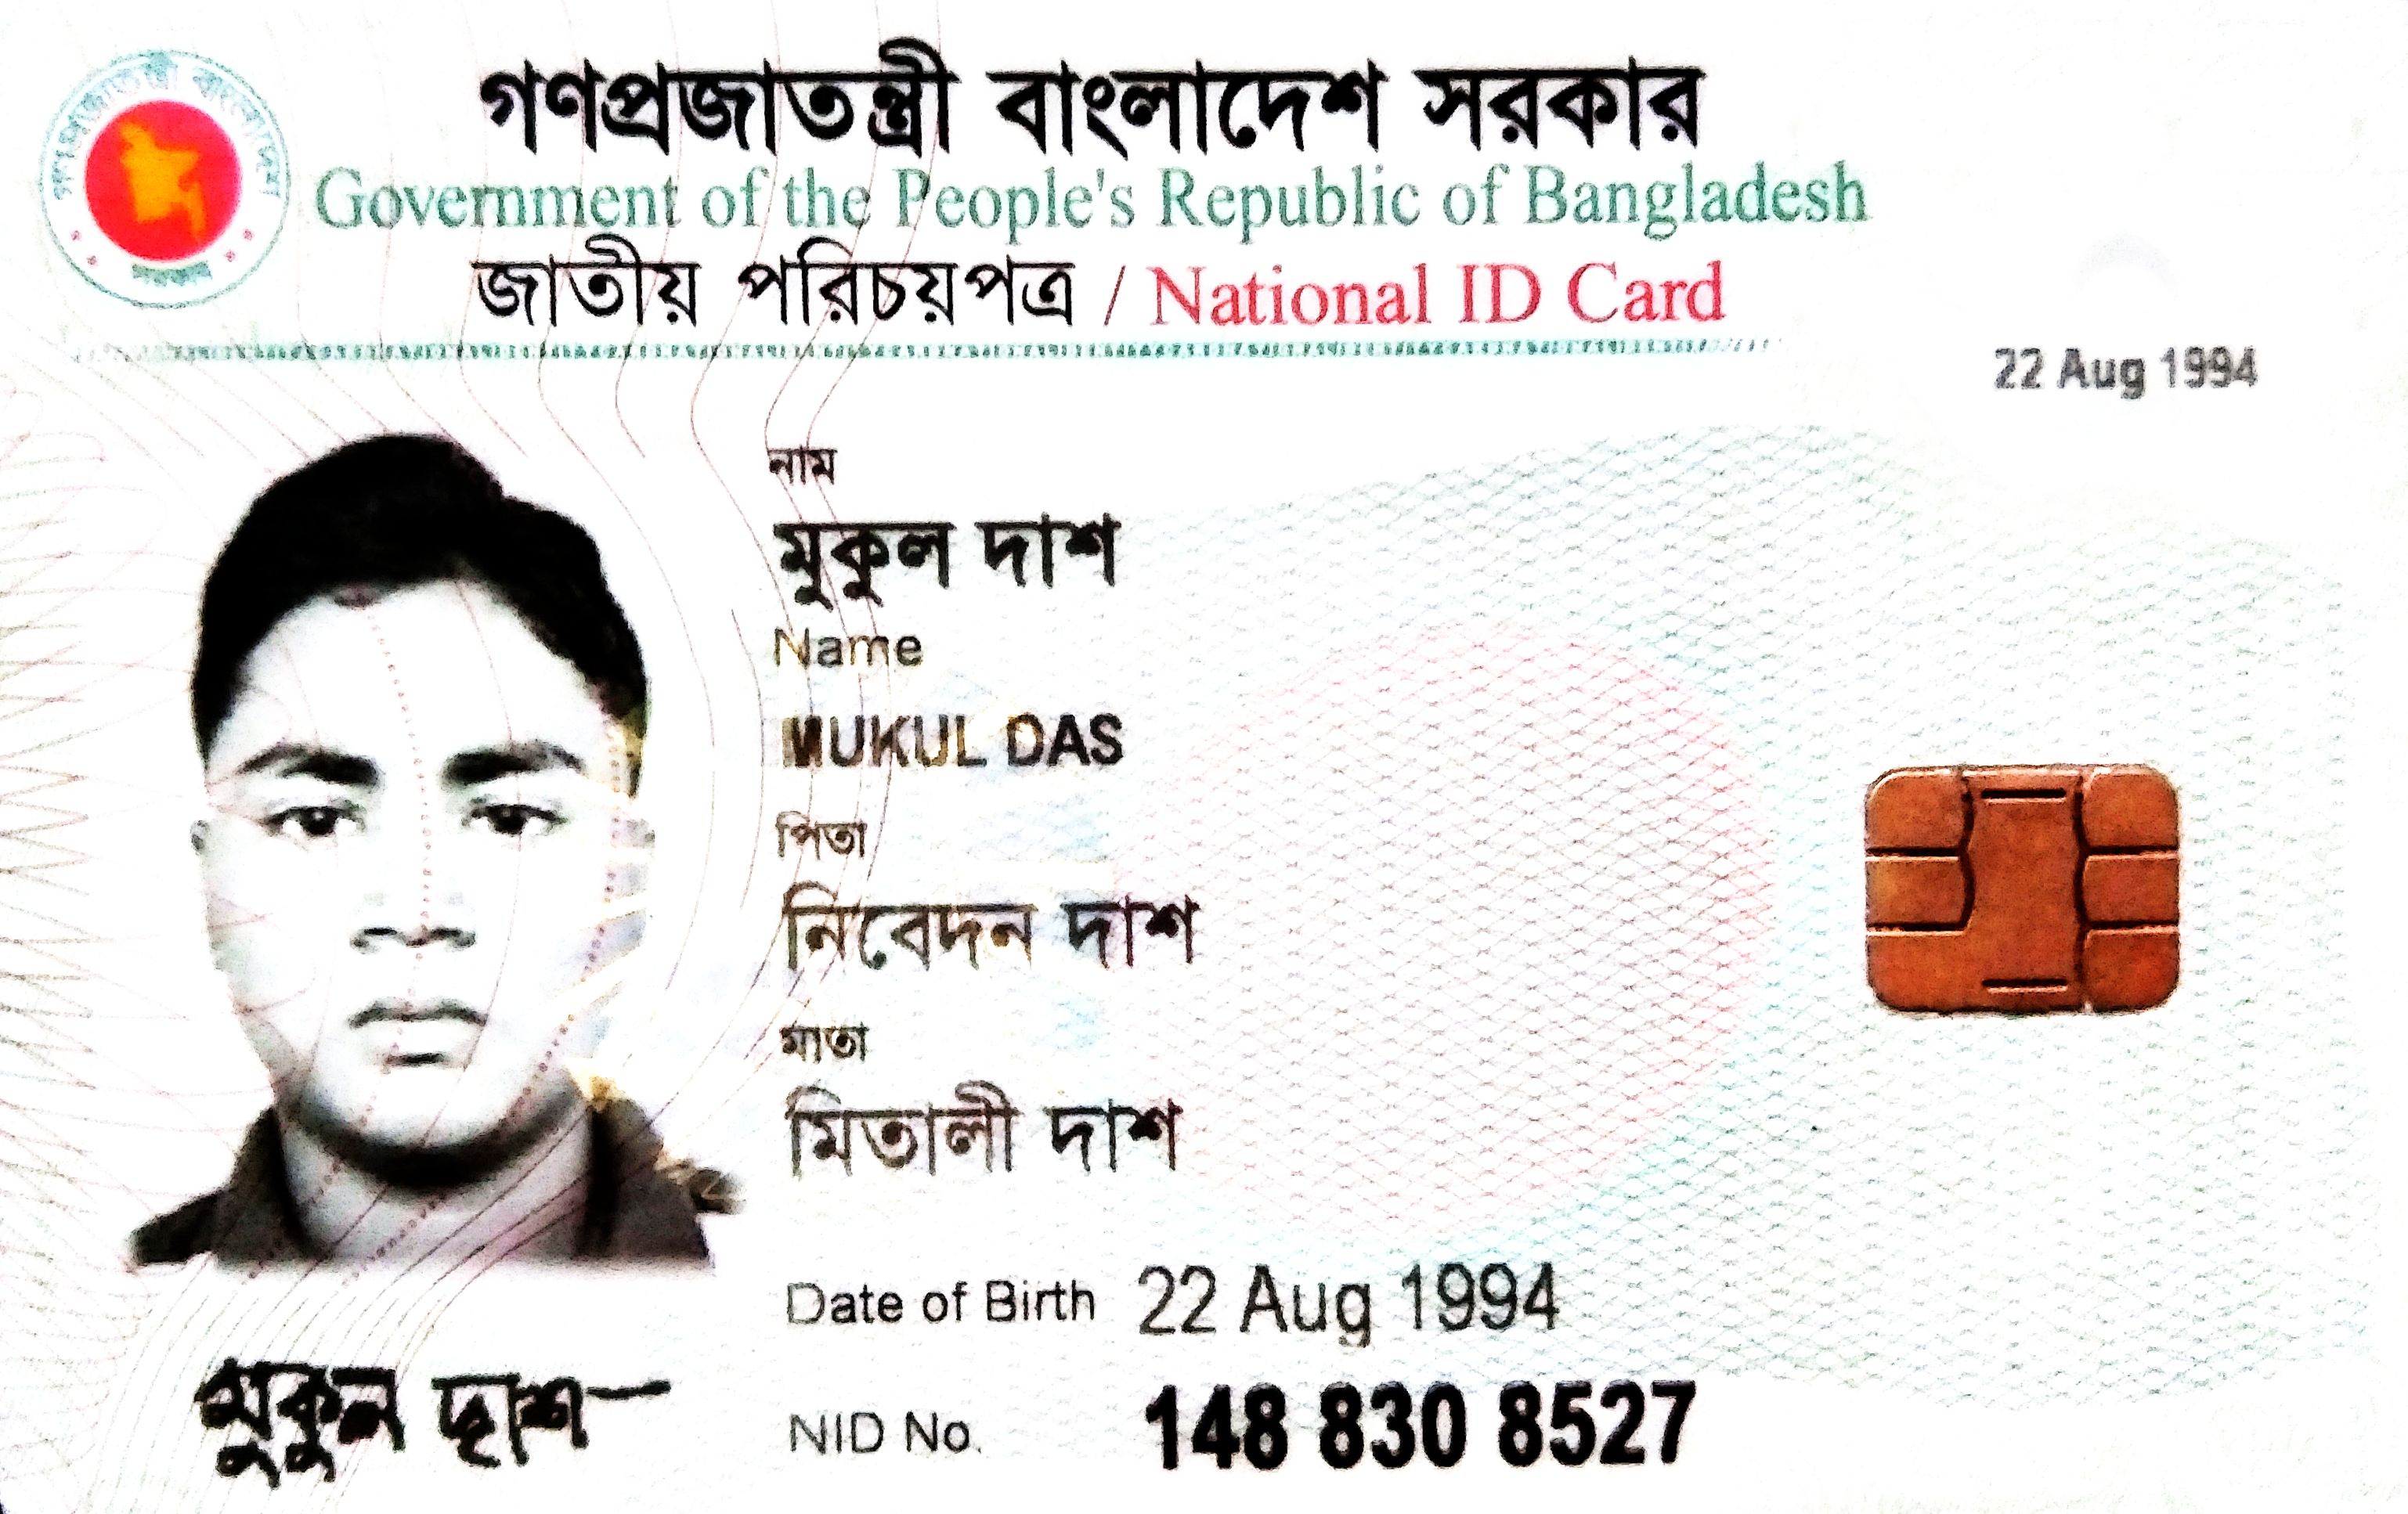 গণপ্রজাতন্ত্রী বাংলাদেশ সরকার
Government of the People's Republic of Bangladesh
জাতীয় পরিচয়পত্র / National ID Card
22 Aug 1994
নাম
মুকুল দাশ
Name
MUKUL DAS
পিতা
নিবেদন দাশ
মাতা
মিতালী দাশ
Date of Birth 22 Aug 1994
মুকুল দাশ
NID No. 148 830 8527